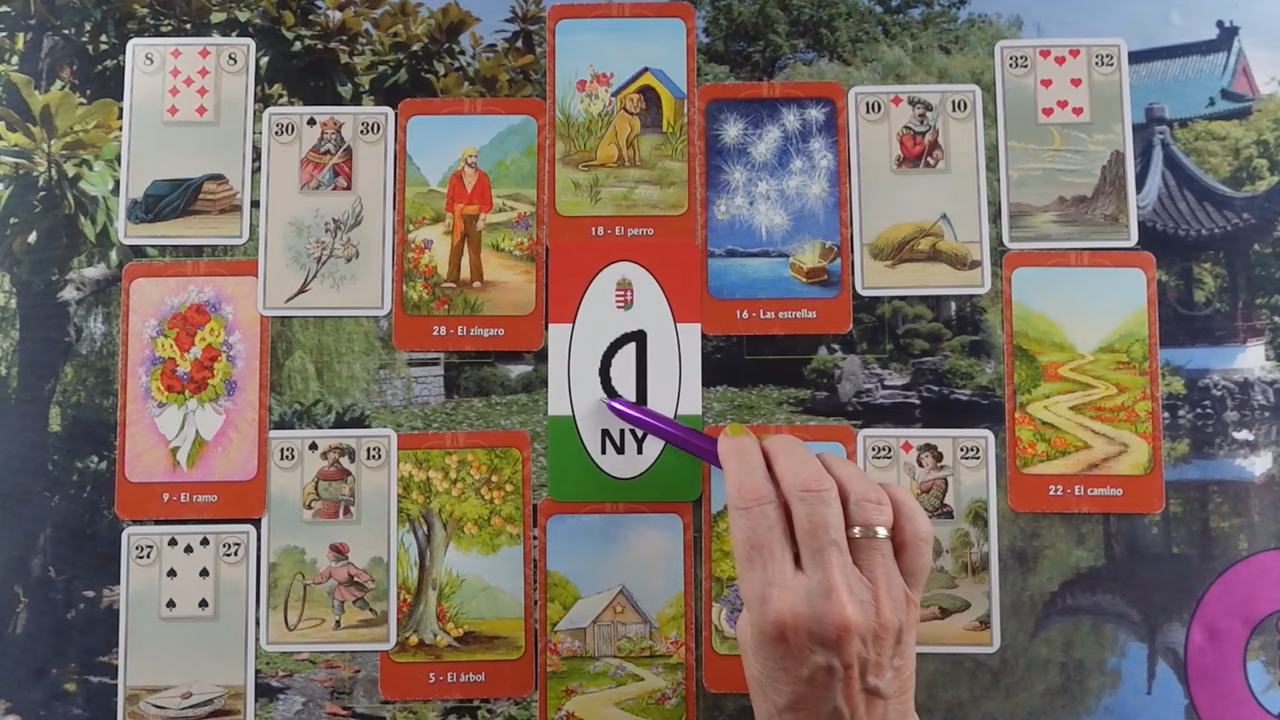 8 8
30 30
28 - El zíngaro
18 - El perro
16 - Las estrellas
10 10
32 32
9 - El ramo
𐲚
NY
22 - El camino
27 27
13 13
5 - El árbol
22 22